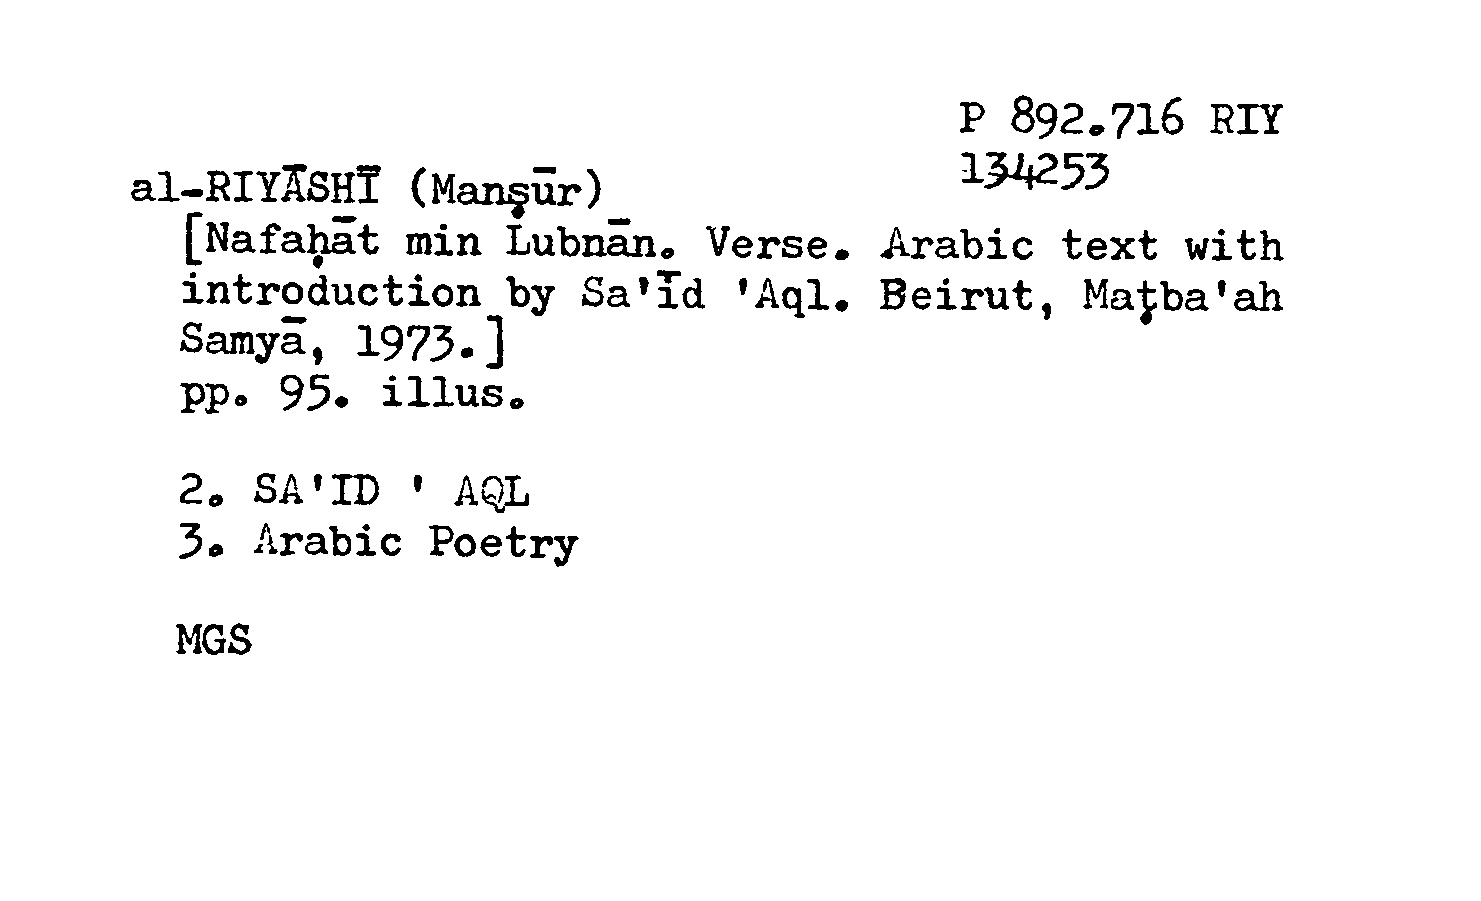 P 892.716 RIY
134253
al-RIYĀSHĪ (Manṣūr)
[Nafaḥāt min Lubnān. Verse. Arabic text with
introduction by Sa'īd 'Aql. Beirut, Maṭba'ah
Samyā, 1973.]
pp. 95. illus.
2. SA'ID ' AQL
3. Arabic Poetry
MGS